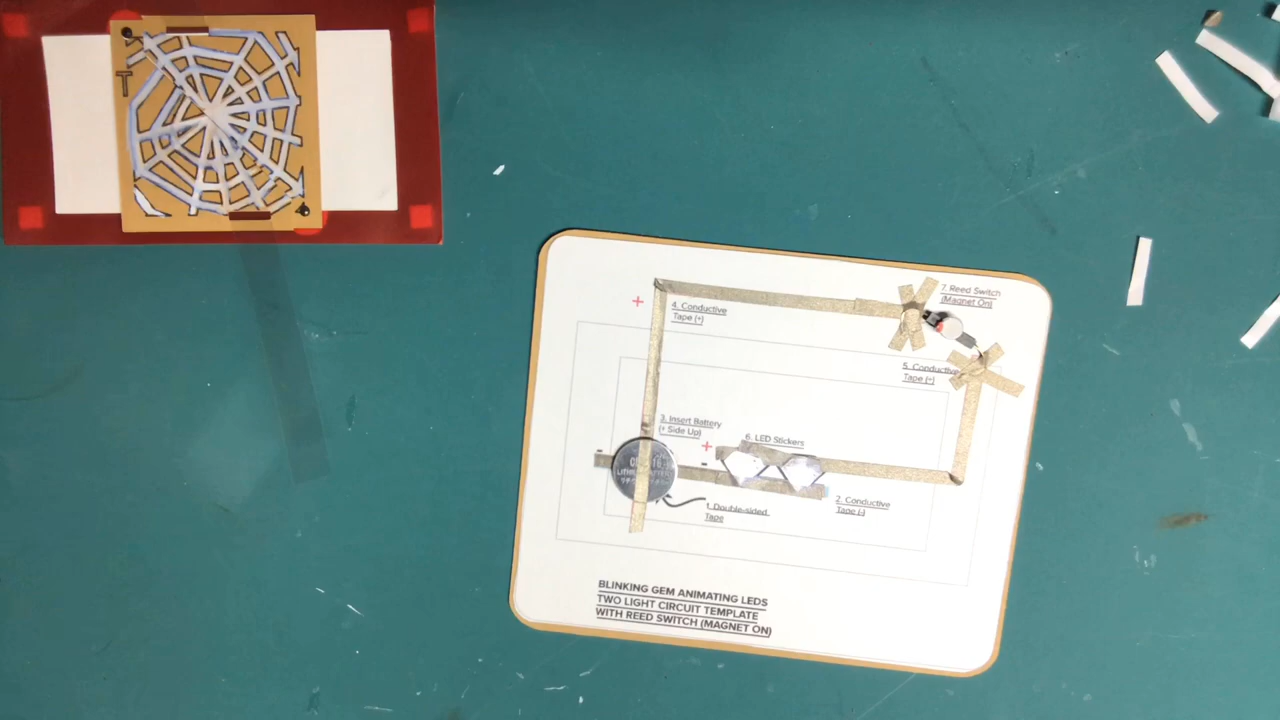 T
7. Reed Switch
(Magnet On)
+
4. Conductive
Tape (+)
5. Conductive
Tape (-)
3. Insert Battery
(+ Side Up)
+
6. LED Stickers
-
-
LITHIUM
2. Conductive
Tape (-)
1. Double-sided
Tape
BLINKING GEM ANIMATING LEDS
TWO LIGHT CIRCUIT TEMPLATE
WITH REED SWITCH (MAGNET ON)